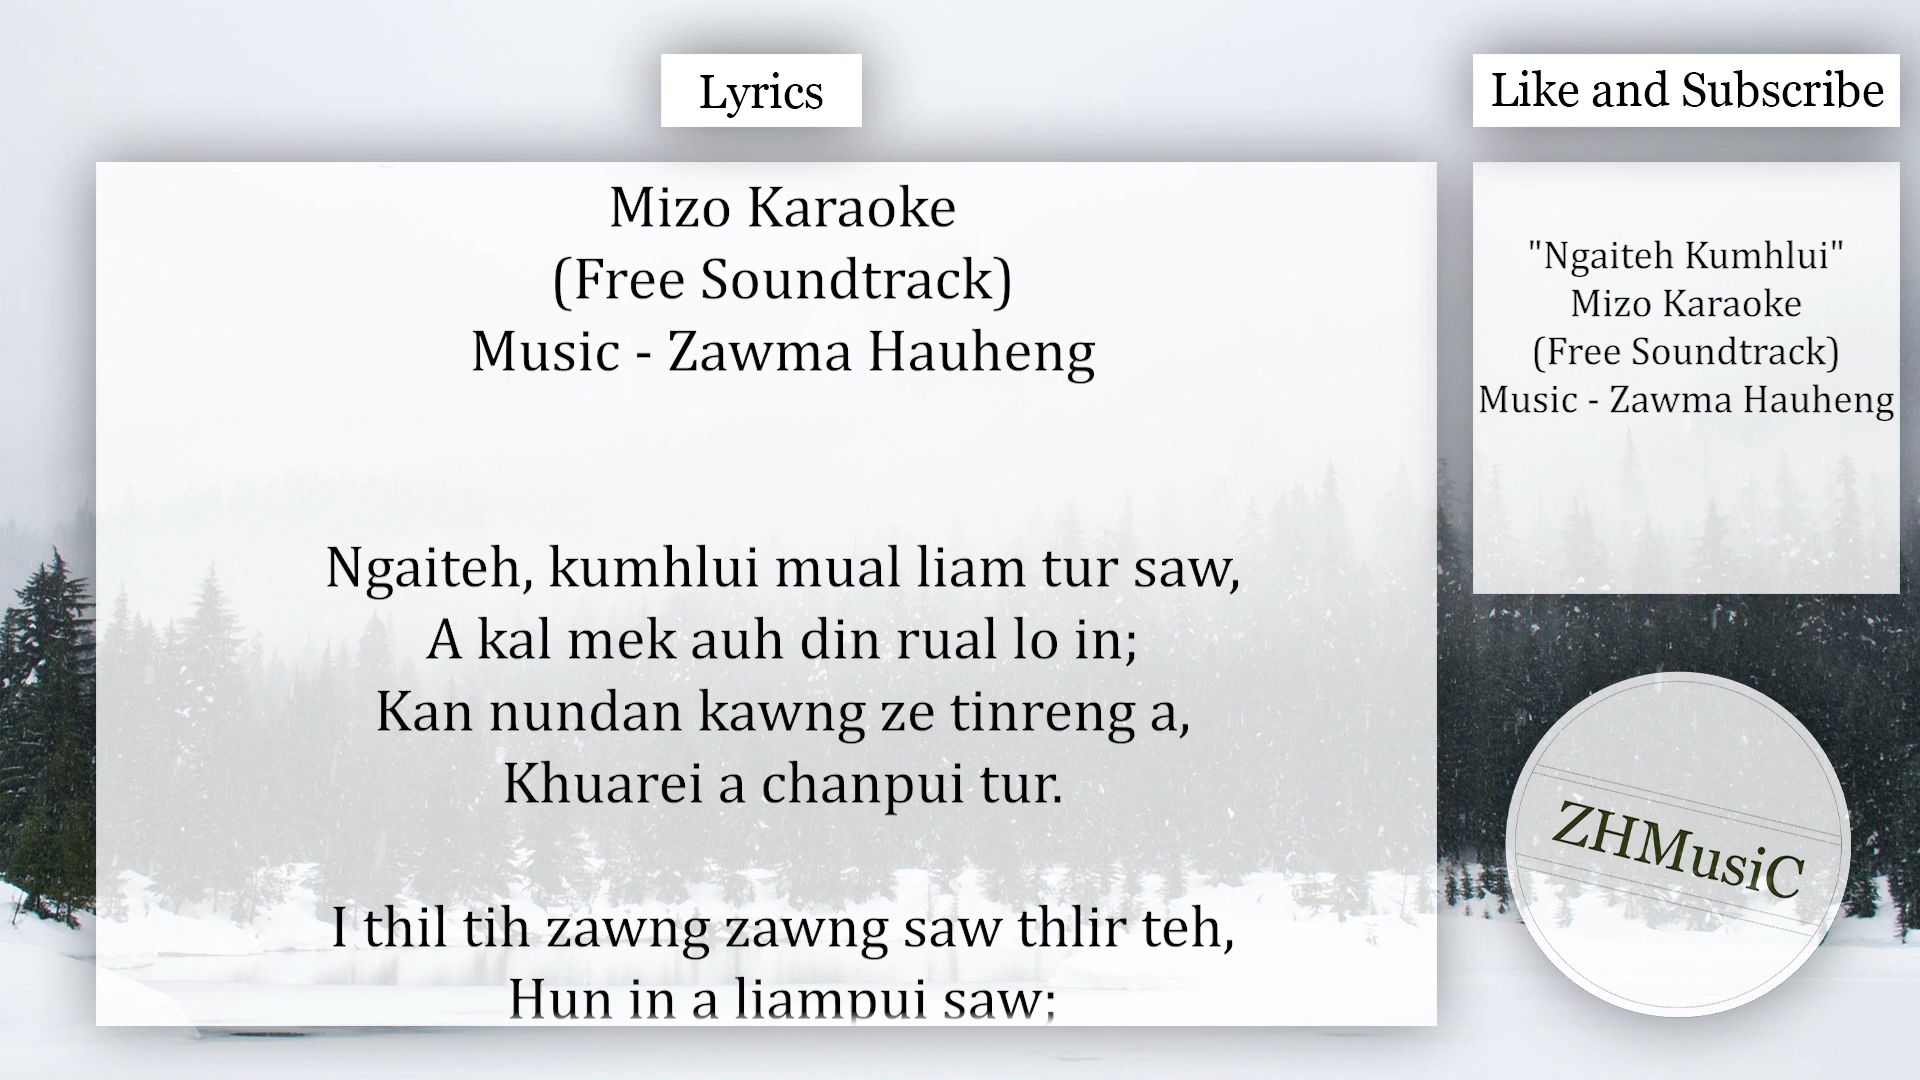 Lyrics
Mizo Karaoke
(Free Soundtrack)
Music - Zawma Hauheng
Ngaiteh, kumhlui mual liam tur saw,
A kal mek auh din rual lo in;
Kan nundan kawng ze tinreng a,
Khuarei a chanpui tur.
I thil tih zawng zawng saw thlir teh,
Hun in a liampui saw;
Like and Subscribe
"Ngaiteh Kumhlui"
Mizo Karaoke
(Free Soundtrack)
Music - Zawma Hauheng
ZHMusiC